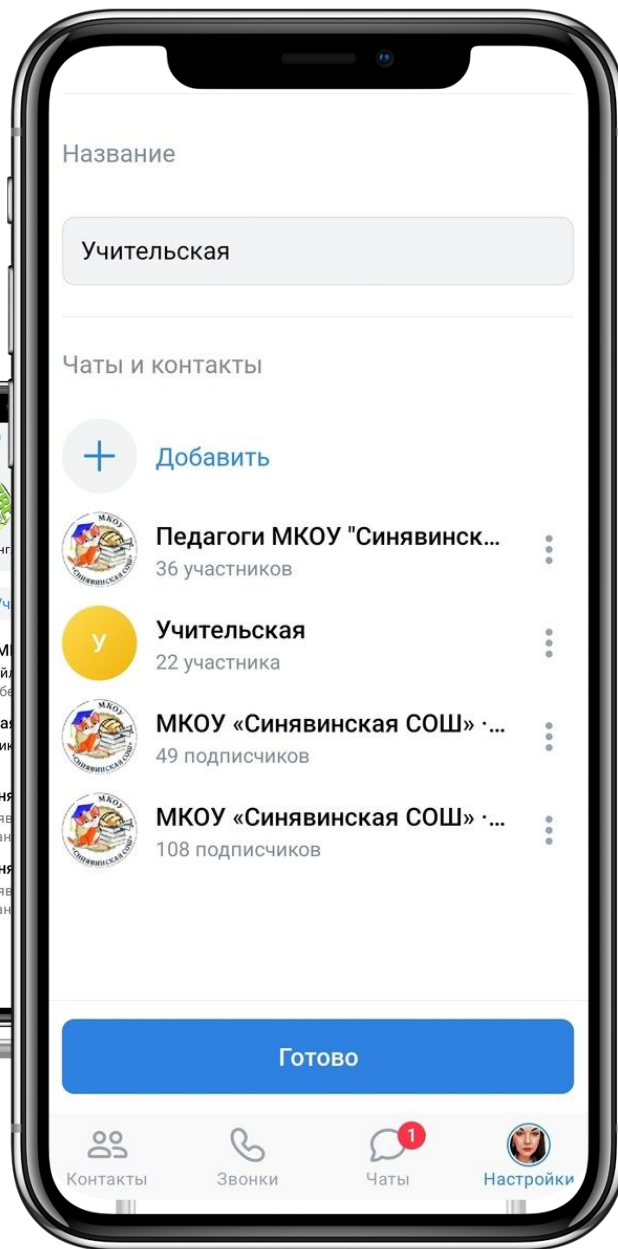 Название
Учительская
Чаты и контакты
Добавить
Педагоги МКОУ "Синявинск...
36 участников
У
Учительская
22 участника
МКОУ «Синявинская СОШ» ·...
49 подписчиков
МКОУ «Синявинская СОШ» ·...
108 подписчиков
Готово
1
Контакты
Звонки
Чаты
Настройки